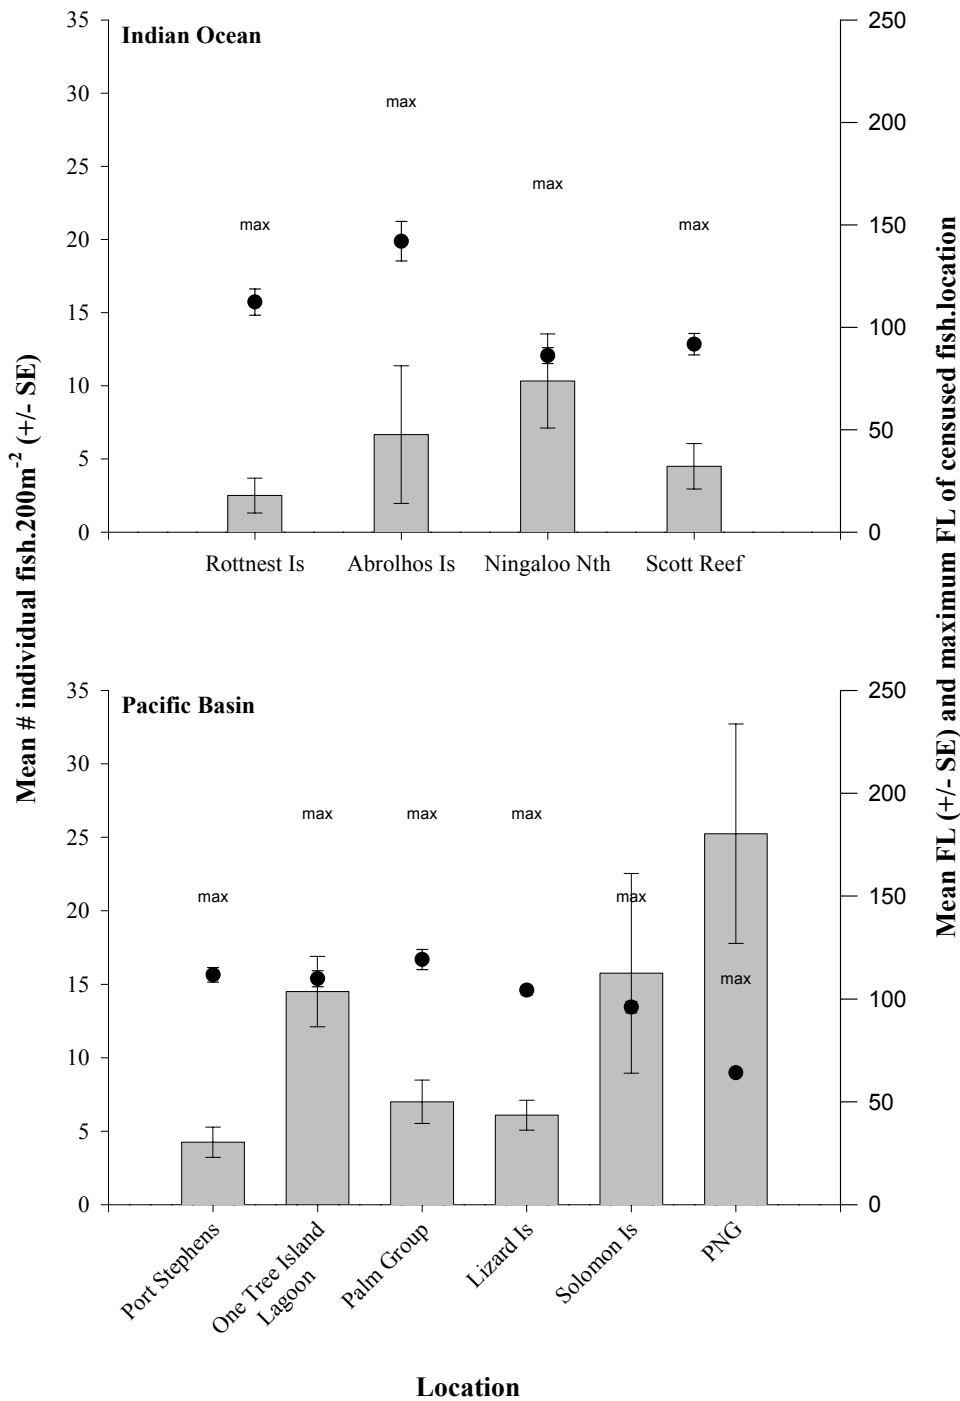 Indian Ocean
35
30
25
20
15
10
5
0
250
200
150
100
50
0
max
max
max
max
Rottnest Is
Abrolhos Is
Ningaloo Nth
Scott Reef
Mean # individual fish.200m⁻² (+/- SE)
Mean FL (+/- SE) and maximum FL of censused fish.location
Pacific Basin
35
30
25
20
15
10
5
0
250
200
150
100
50
0
max
max
max
max
max
max
Port Stephens
One Tree Island
Lagoon
Palm Group
Lizard Is
Solomon Is
PNG
Location